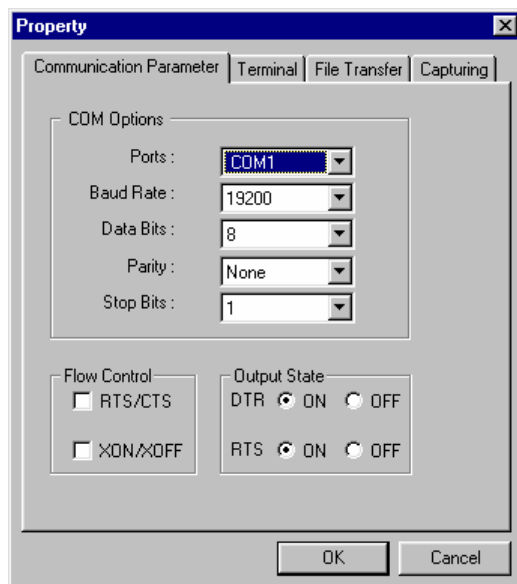 Property
Communication Parameter Terminal File Transfer Capturing
COM Options
Ports : COM1
Baud Rate : 19200
Data Bits : 8
Parity : None
Stop Bits : 1
Flow Control
RTS/CTS
XON/XOFF
Output State
DTR ON OFF
RTS ON OFF
OK Cancel